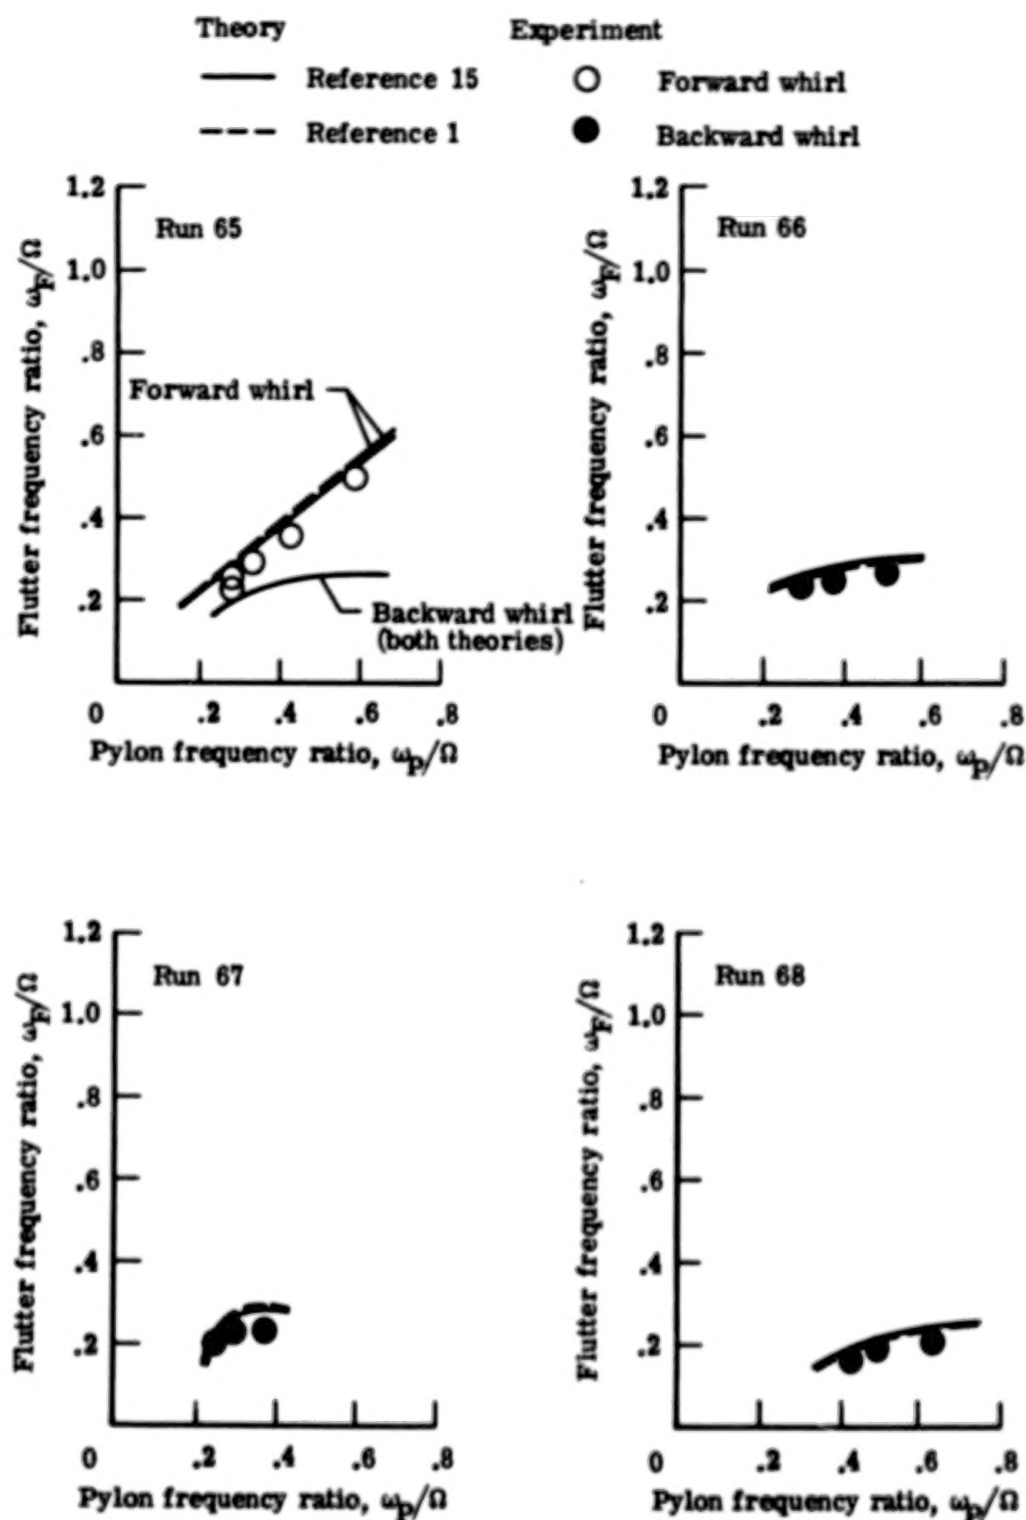 Theory
Experiment
Reference 15
Forward whirl
Reference 1
Backward whirl
Run 65
1.2
1.0
.8
.6
.4
.2
0
.2
.4
.6
.8
Flutter frequency ratio, ωF/Ω
Pylon frequency ratio, ωp/Ω
Forward whirl
Backward whirl
(both theories)
Run 66
1.2
1.0
.8
.6
.4
.2
0
.2
.4
.6
.8
Flutter frequency ratio, ωF/Ω
Pylon frequency ratio, ωp/Ω
Run 67
1.2
1.0
.8
.6
.4
.2
0
.2
.4
.6
.8
Flutter frequency ratio, ωF/Ω
Pylon frequency ratio, ωp/Ω
Run 68
1.2
1.0
.8
.6
.4
.2
0
.2
.4
.6
.8
Flutter frequency ratio, ωF/Ω
Pylon frequency ratio, ωp/Ω